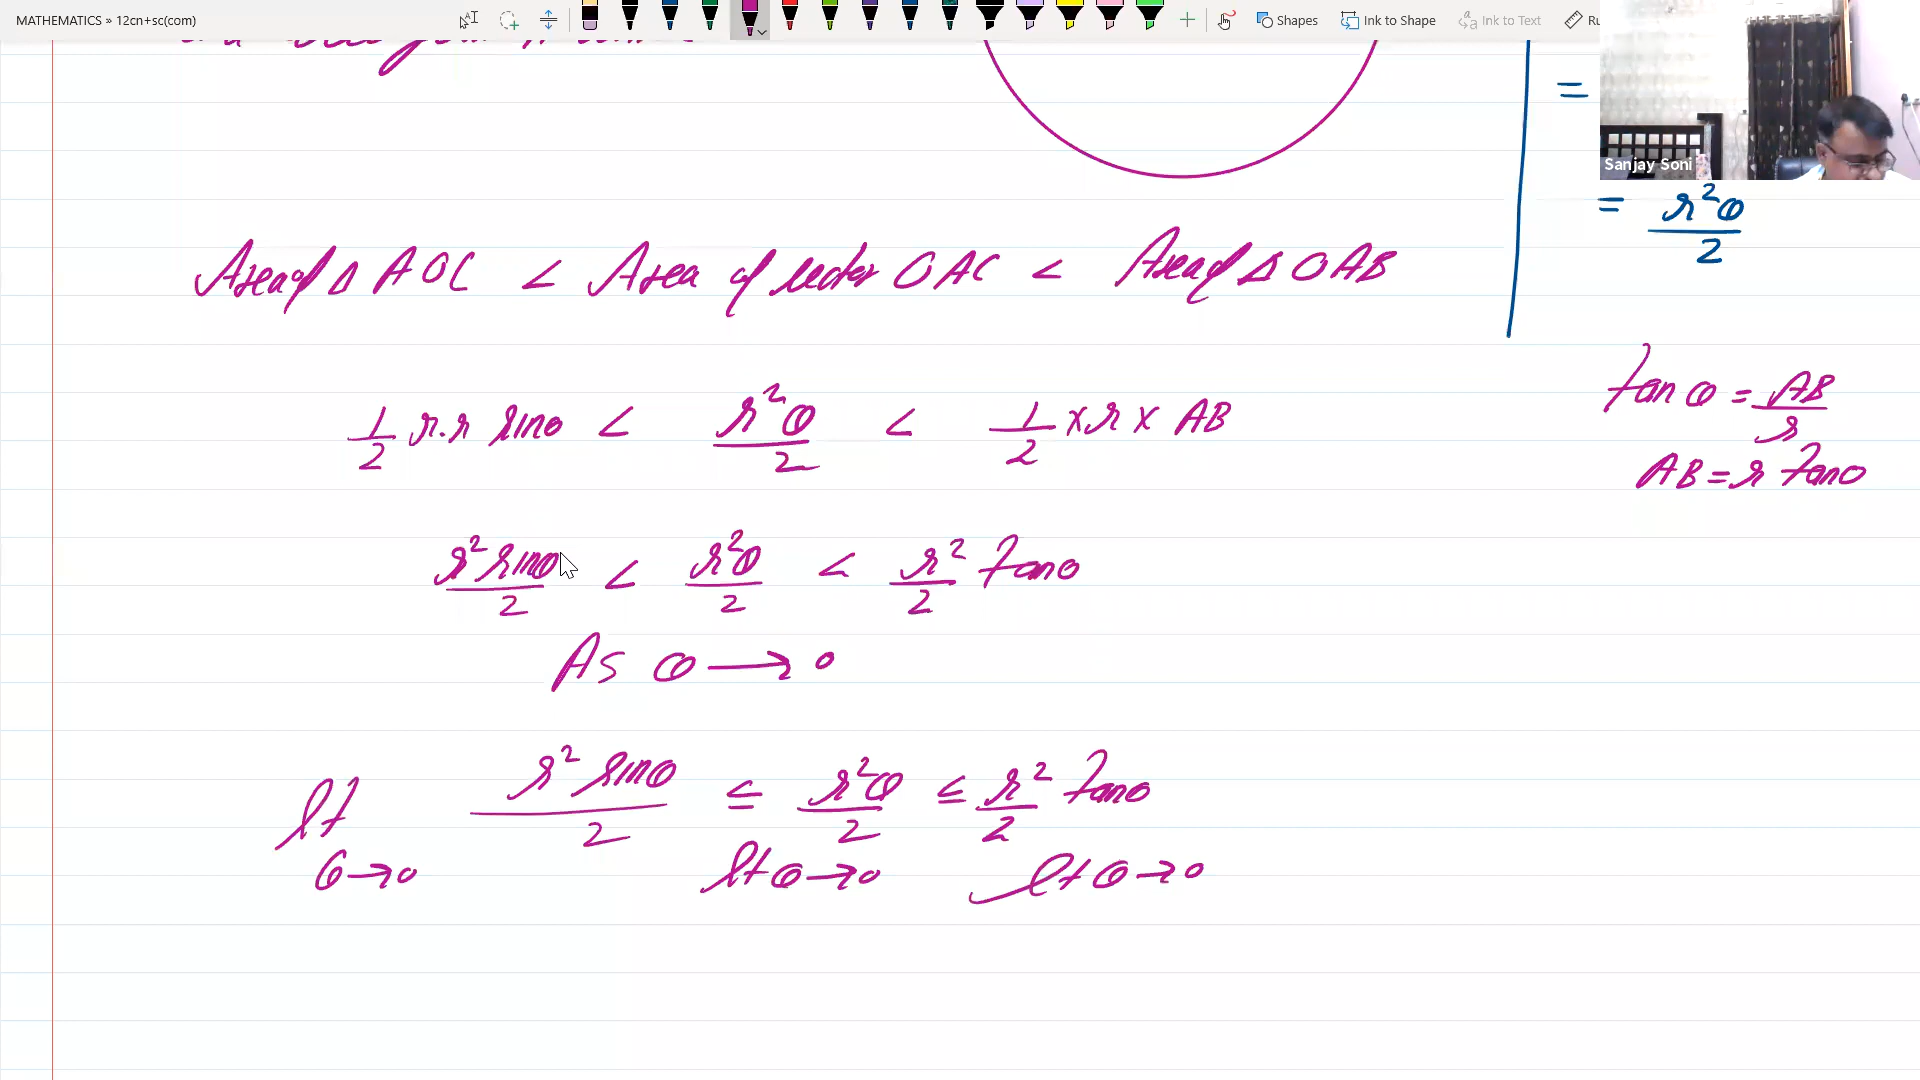 MATHEMATICS » 12cn+sc(com)
Shapes
Ink to Shape
Ink to Text
Ru
Sanjay Soni
=
= r²θ/2
Area of Δ AOC < Area of sector OAC < Area of Δ OAB
1/2 r.r sinθ < r²θ/2 < 1/2 × r × AB
tan θ = AB/r
AB = r tanθ
r² sinθ/2 < r²θ/2 < r²/2 tanθ
As θ → 0
lt θ→0 r² sinθ/2 ≤ lt θ→0 r²θ/2 ≤ lt θ→0 r²/2 tanθ